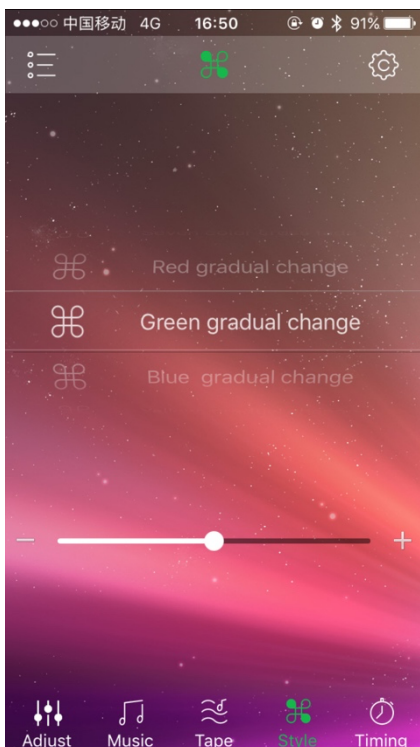 中国移动 4G 16:50 91%
Red gradual change
Green gradual change
Blue gradual change
Adjust Music Tape Style Timing